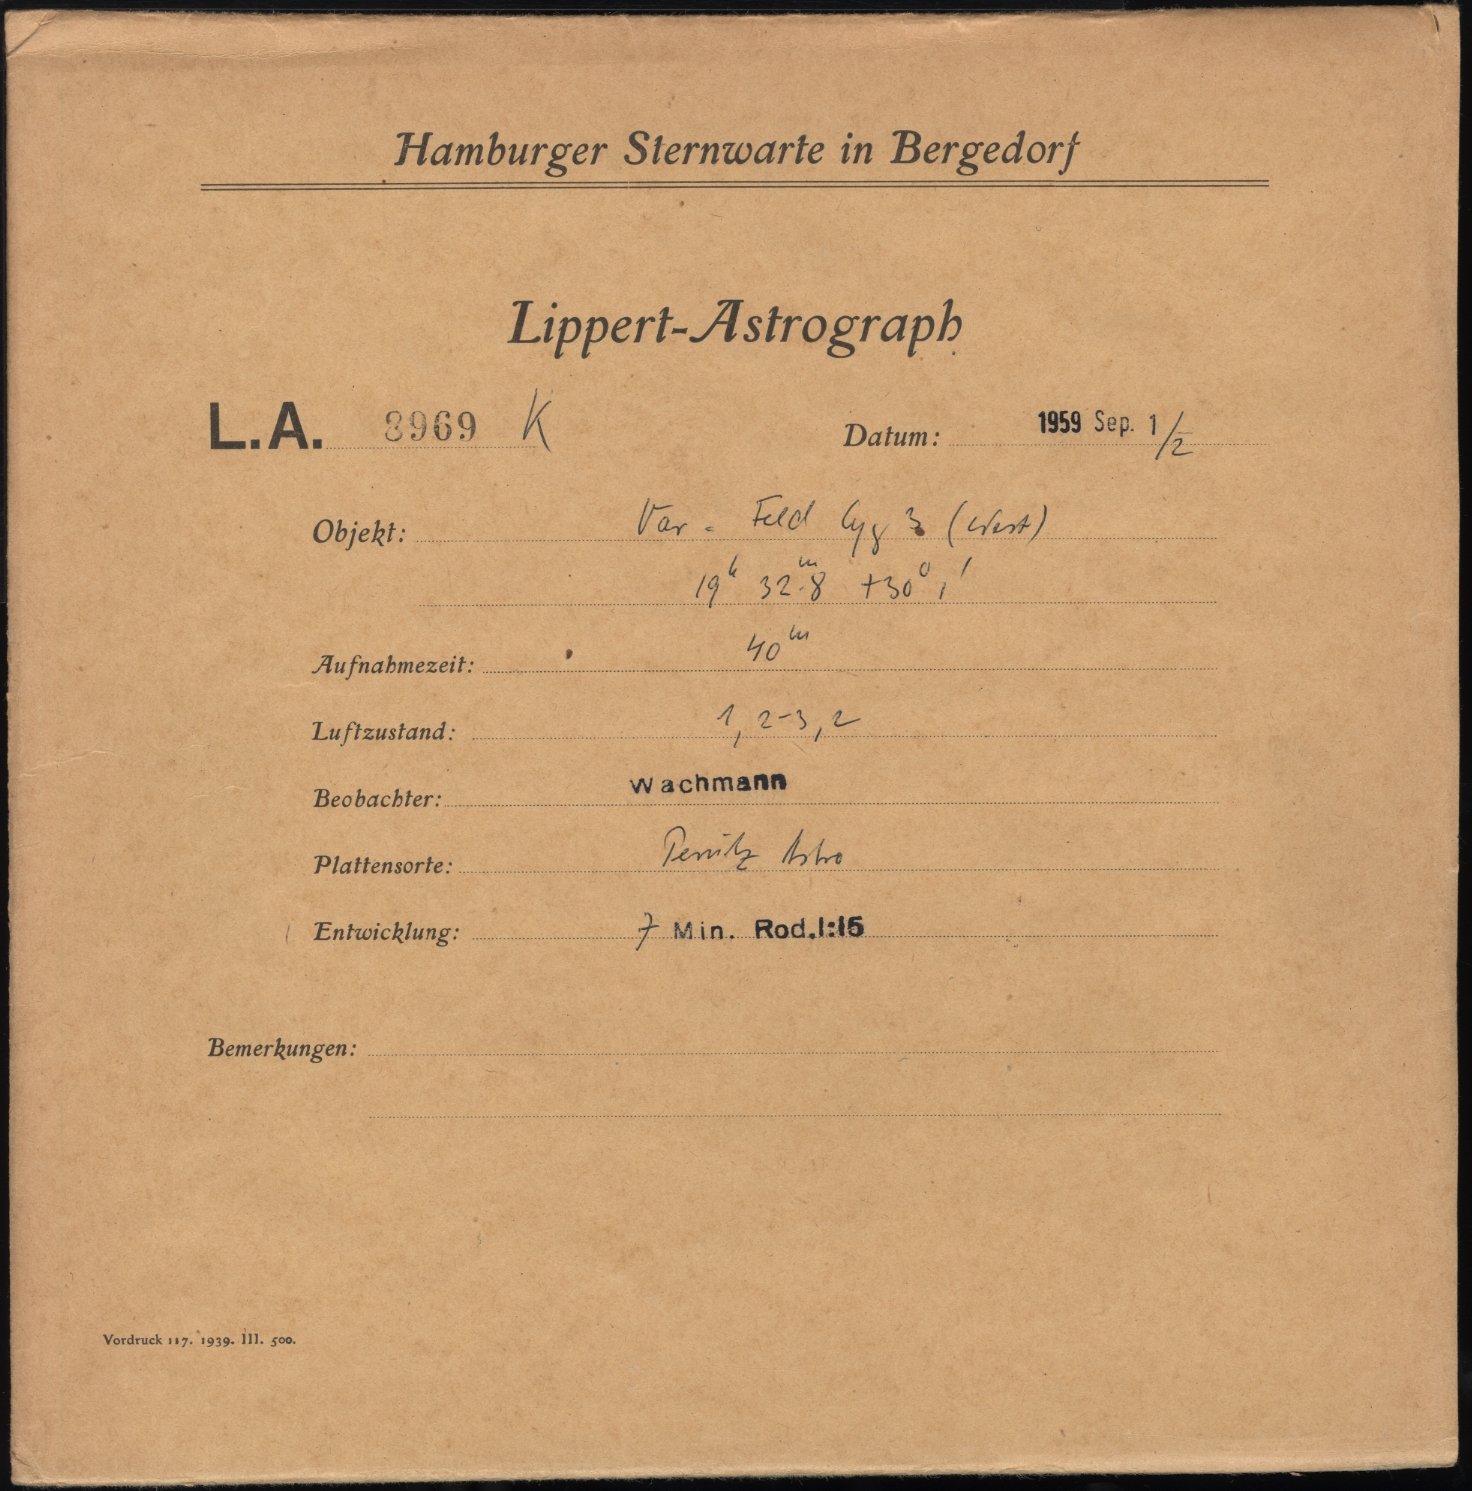 Hamburger Sternwarte in Bergedorf
Lippert-Astrograph
L.A. 8969 K Datum: 1959 Sep. 1/2
Objekt: Var - Feld Cyg 3 (West)
19h 32m.8 +30° 1'
Aufnahmezeit: 40m
Luftzustand: 1, 2-3, 2
Beobachter: Wachmann
Plattensorte: Perutz Astro
Entwicklung: 7 Min. Rod.1:15
Bemerkungen:
Vordruck 117. 1939. III. 500.